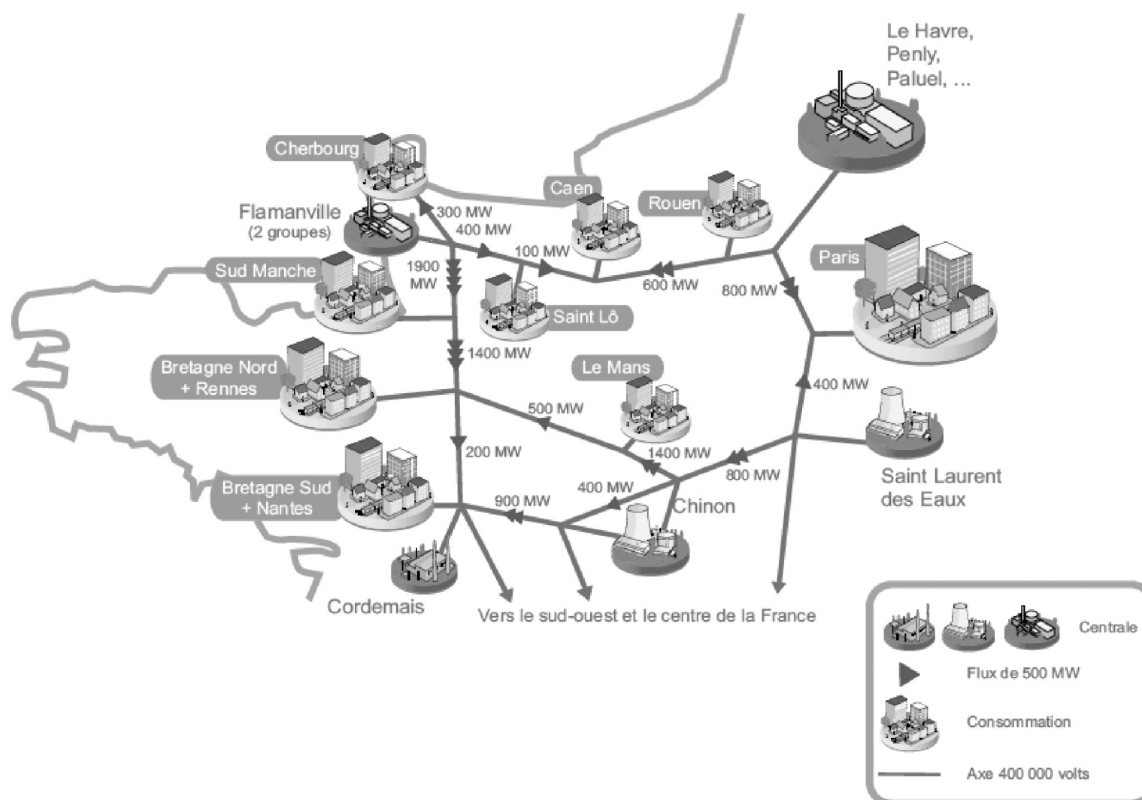 Le Havre,
Penly,
Paluel, ...
Cherbourg
Caen
Rouen
Flamanville
(2 groupes)
300 MW
400 MW
100 MW
Paris
Sud Manche
1900
MW
600 MW
800 MW
Saint Lô
1400 MW
Bretagne Nord
+ Rennes
Le Mans
500 MW
400 MW
200 MW
1400 MW
800 MW
Saint Laurent
des Eaux
Bretagne Sud
+ Nantes
900 MW
400 MW
Chinon
Cordemais
Vers le sud-ouest et le centre de la France
Centrale
Flux de 500 MW
Consommation
Axe 400 000 volts